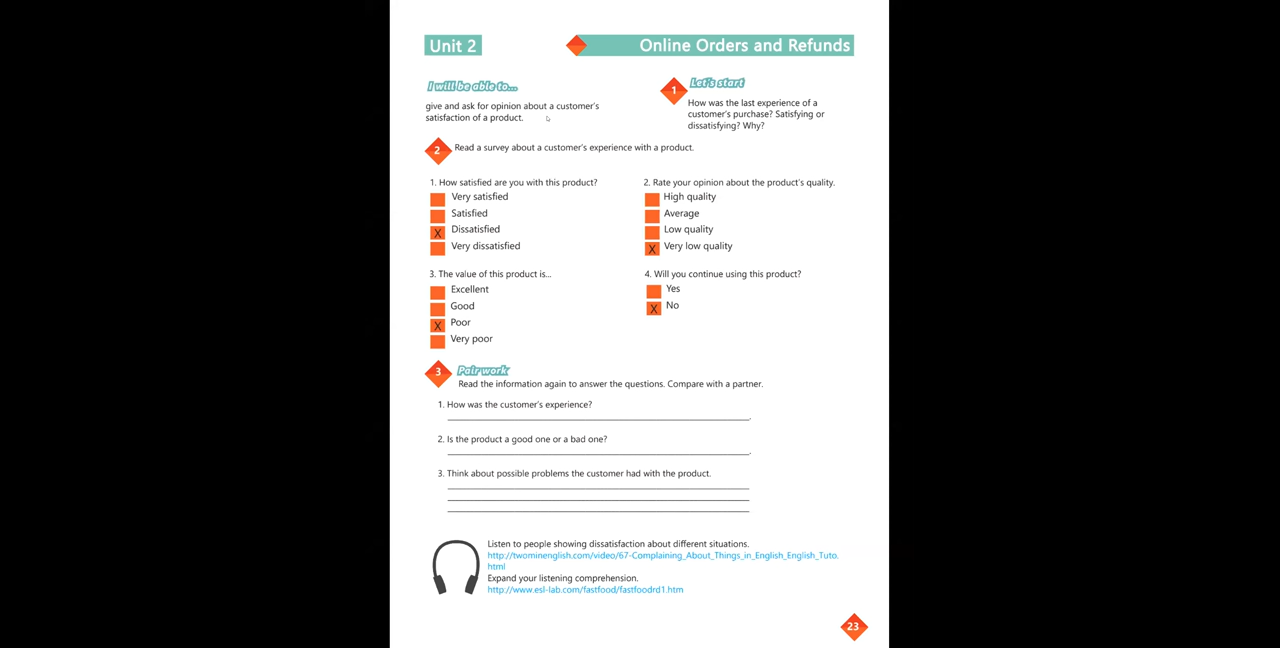 Unit 2
Online Orders and Refunds
I will be able to...
give and ask for opinion about a customer's
satisfaction of a product.
1
Let's start
How was the last experience of a
customer's purchase? Satisfying or
dissatisfying? Why?
2
Read a survey about a customer's experience with a product.
1. How satisfied are you with this product?
Very satisfied
Satisfied
X Dissatisfied
Very dissatisfied
2. Rate your opinion about the product's quality.
High quality
Average
Low quality
X Very low quality
3. The value of this product is...
Excellent
Good
X Poor
Very poor
4. Will you continue using this product?
Yes
X No
3
Pair work
Read the information again to answer the questions. Compare with a partner.
1. How was the customer's experience?
2. Is the product a good one or a bad one?
3. Think about possible problems the customer had with the product.
Listen to people showing dissatisfaction about different situations.
http://twominenglish.com/video/67-Complaining_About_Things_in_English_English_Tuto.
html
Expand your listening comprehension.
http://www.esl-lab.com/fastfood/fastfoodrd1.htm
23